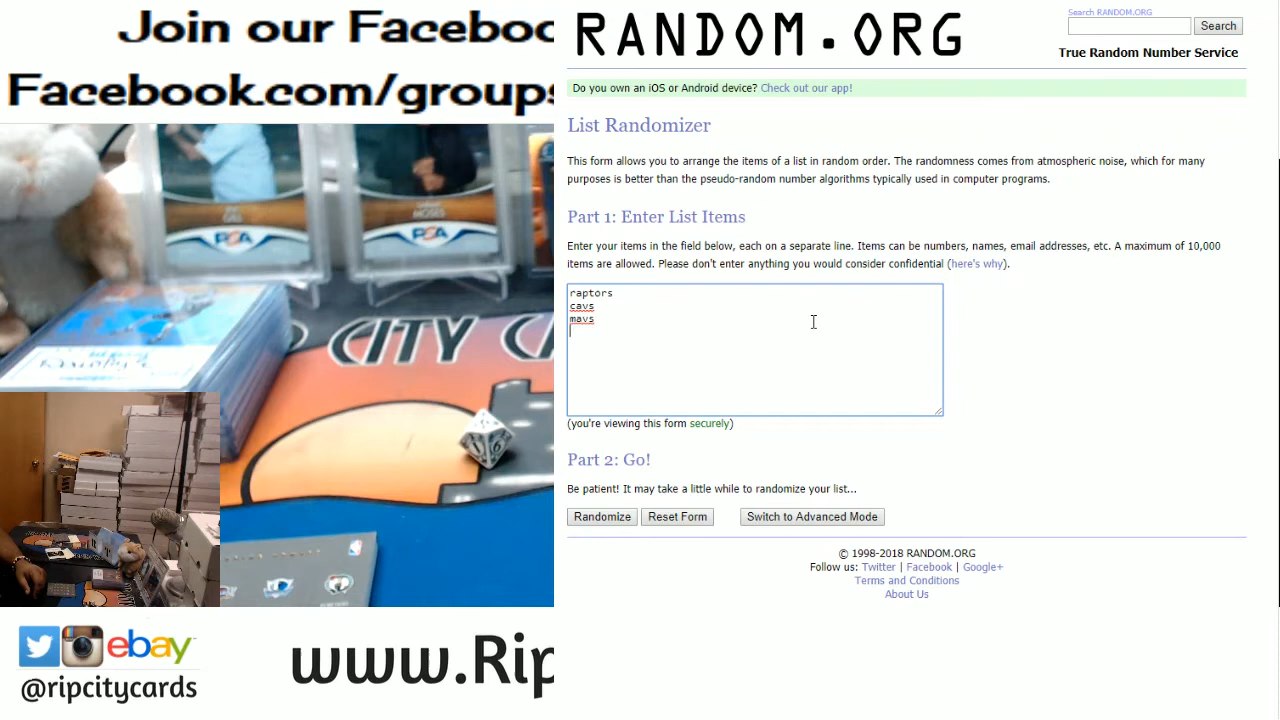 Join our Faceboo
Facebook.com/groups
PSA
MOSES
PSA
CITY CA
16
@ripcitycards
ebay
www.Rip
RANDOM.ORG
Search RANDOM.ORG
Search
True Random Number Service
Do you own an iOS or Android device? Check out our app!
List Randomizer
This form allows you to arrange the items of a list in random order. The randomness comes from atmospheric noise, which for many
purposes is better than the pseudo-random number algorithms typically used in computer programs.
Part 1: Enter List Items
Enter your items in the field below, each on a separate line. Items can be numbers, names, email addresses, etc. A maximum of 10,000
items are allowed. Please don't enter anything you would consider confidential (here's why).
raptors
cavs
mavs
(you're viewing this form securely)
Part 2: Go!
Be patient! It may take a little while to randomize your list...
Randomize Reset Form Switch to Advanced Mode
© 1998-2018 RANDOM.ORG
Follow us: Twitter | Facebook | Google+
Terms and Conditions
About Us